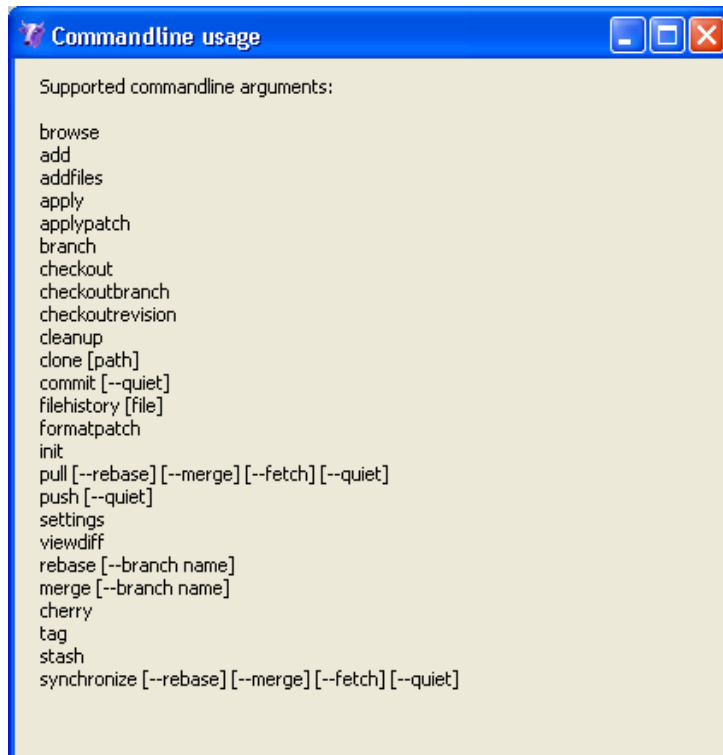 Commandline usage
Supported commandline arguments:
browse
add
addfiles
apply
applypatch
branch
checkout
checkoutbranch
checkoutrevision
cleanup
clone [path]
commit [--quiet]
filehistory [file]
formatpatch
init
pull [--rebase] [--merge] [--fetch] [--quiet]
push [--quiet]
settings
viewdiff
rebase [--branch name]
merge [--branch name]
cherry
tag
stash
synchronize [--rebase] [--merge] [--fetch] [--quiet]